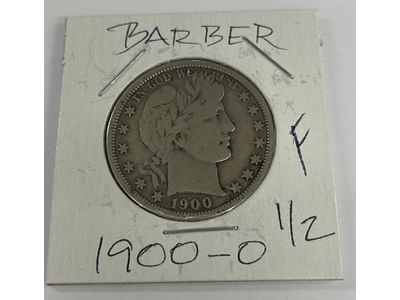 BARBER
IN GOD WE TRUST
F
1900
1/2
1900-O